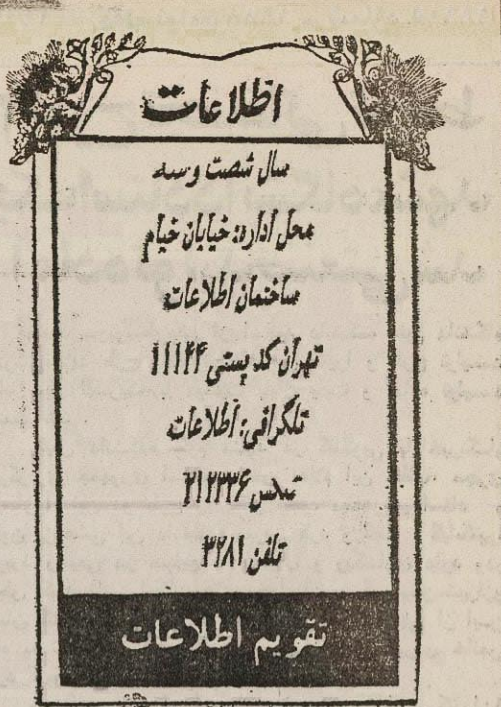 اطلاعات
سال شصت و سه
محل اداره: خیابان خیام
ساختمان اطلاعات
تهران کد پستی ۱۱۱۴۴
تلگرافی: اطلاعات
تلکس ۲۱۲۳۳۶
تلفن ۳۲۸۱
تقویم اطلاعات